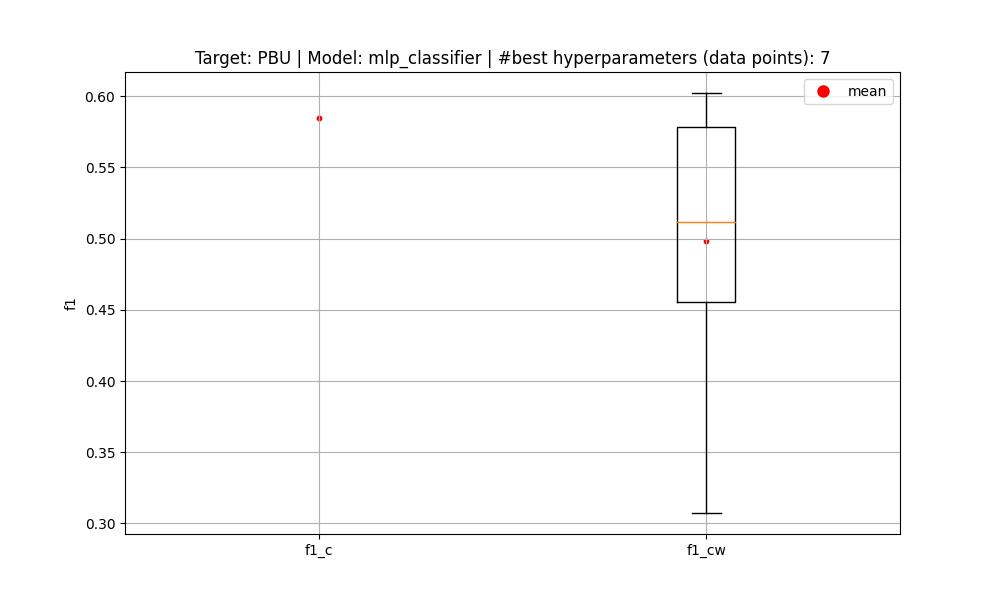 Target: PBU | Model: mlp_classifier | #best hyperparameters (data points): 7
mean
0.60
0.55
0.50
0.45
0.40
0.35
0.30
f1
f1_c
f1_cw